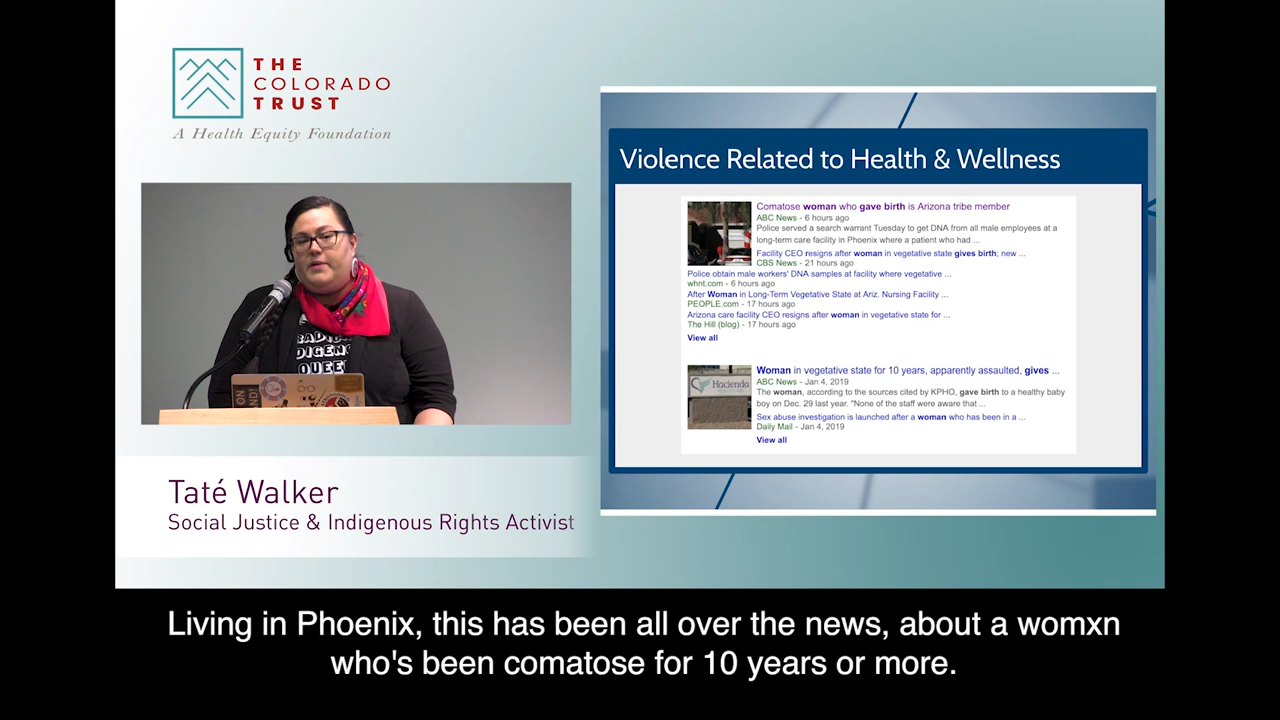 THE
COLORADO
TRUST
A Health Equity Foundation
Violence Related to Health & Wellness
Comatose woman who gave birth is Arizona tribe member
ABC News - 6 hours ago
Police served a search warrant Tuesday to get DNA from all male employees at a
long-term care facility in Phoenix where a patient who had ...
Facility CEO resigns after woman in vegetative state gives birth; new ...
CBS News - 21 hours ago
Police obtain male workers' DNA samples at facility where vegetative ...
whnt.com - 6 hours ago
After Woman in Long-Term Vegetative State at Ariz. Nursing Facility ...
PEOPLE.com - 17 hours ago
Arizona care facility CEO resigns after woman in vegetative state for ...
The Hill (blog) - 17 hours ago
View all
Hacienda
Woman in vegetative state for 10 years, apparently assaulted, gives ...
ABC News - Jan 4, 2019
The woman, according to the sources cited by KPHO, gave birth to a healthy baby
boy on Dec. 29 last year. "None of the staff were aware that ...
Sex abuse investigation is launched after a woman who has been in a ...
Daily Mail - Jan 4, 2019
View all
QUEE
Taté Walker
Social Justice & Indigenous Rights Activist
Living in Phoenix, this has been all over the news, about a womxn
who's been comatose for 10 years or more.